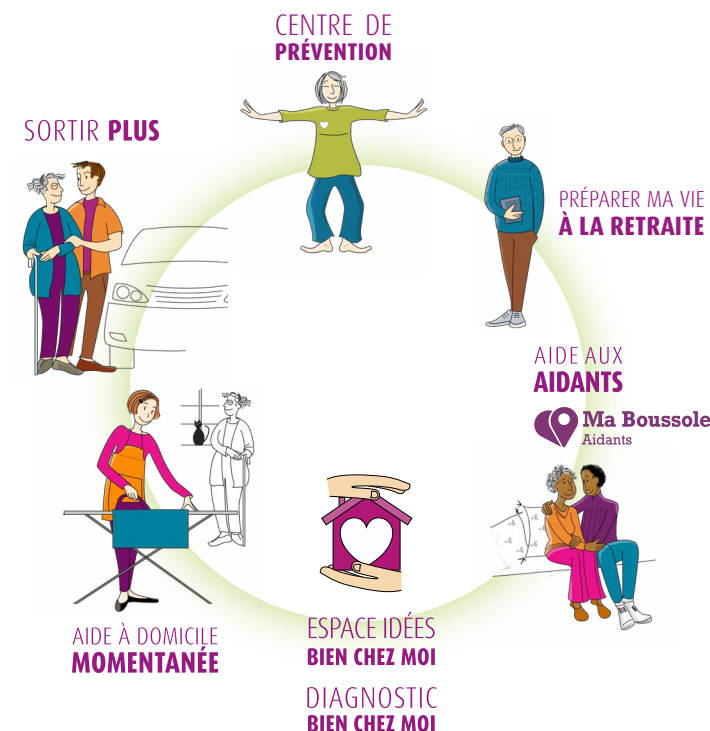 CENTRE DE
PRÉVENTION
SORTIR PLUS
PRÉPARER MA VIE
À LA RETRAITE
AIDE AUX
AIDANTS
Ma Boussole
Aidants
AIDE À DOMICILE
MOMENTANÉE
ESPACE IDÉES
BIEN CHEZ MOI
DIAGNOSTIC
BIEN CHEZ MOI